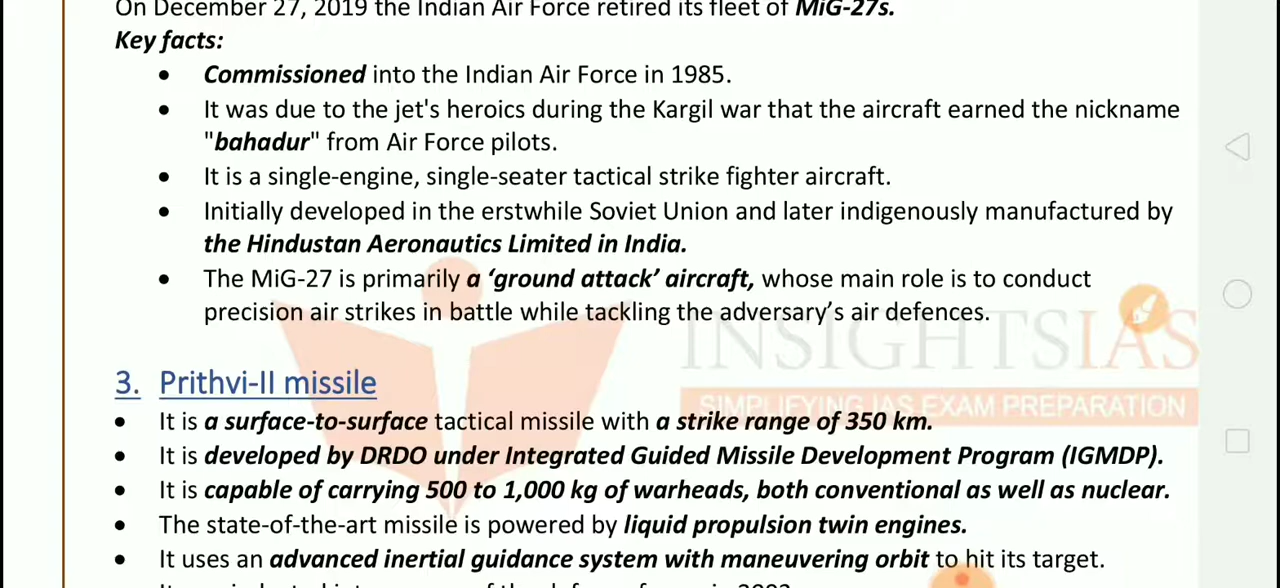 On December 27, 2019 the Indian Air Force retired its fleet of MiG-27s.
Key facts:
• Commissioned into the Indian Air Force in 1985.
• It was due to the jet's heroics during the Kargil war that the aircraft earned the nickname
"bahadur" from Air Force pilots.
• It is a single-engine, single-seater tactical strike fighter aircraft.
• Initially developed in the erstwhile Soviet Union and later indigenously manufactured by
the Hindustan Aeronautics Limited in India.
• The MiG-27 is primarily a ‘ground attack’ aircraft, whose main role is to conduct
precision air strikes in battle while tackling the adversary’s air defences.
INSIGHTSIAS
SIMPLIFYING IAS EXAM PREPARATION
3. Prithvi-II missile
• It is a surface-to-surface tactical missile with a strike range of 350 km.
• It is developed by DRDO under Integrated Guided Missile Development Program (IGMDP).
• It is capable of carrying 500 to 1,000 kg of warheads, both conventional as well as nuclear.
• The state-of-the-art missile is powered by liquid propulsion twin engines.
• It uses an advanced inertial guidance system with maneuvering orbit to hit its target.